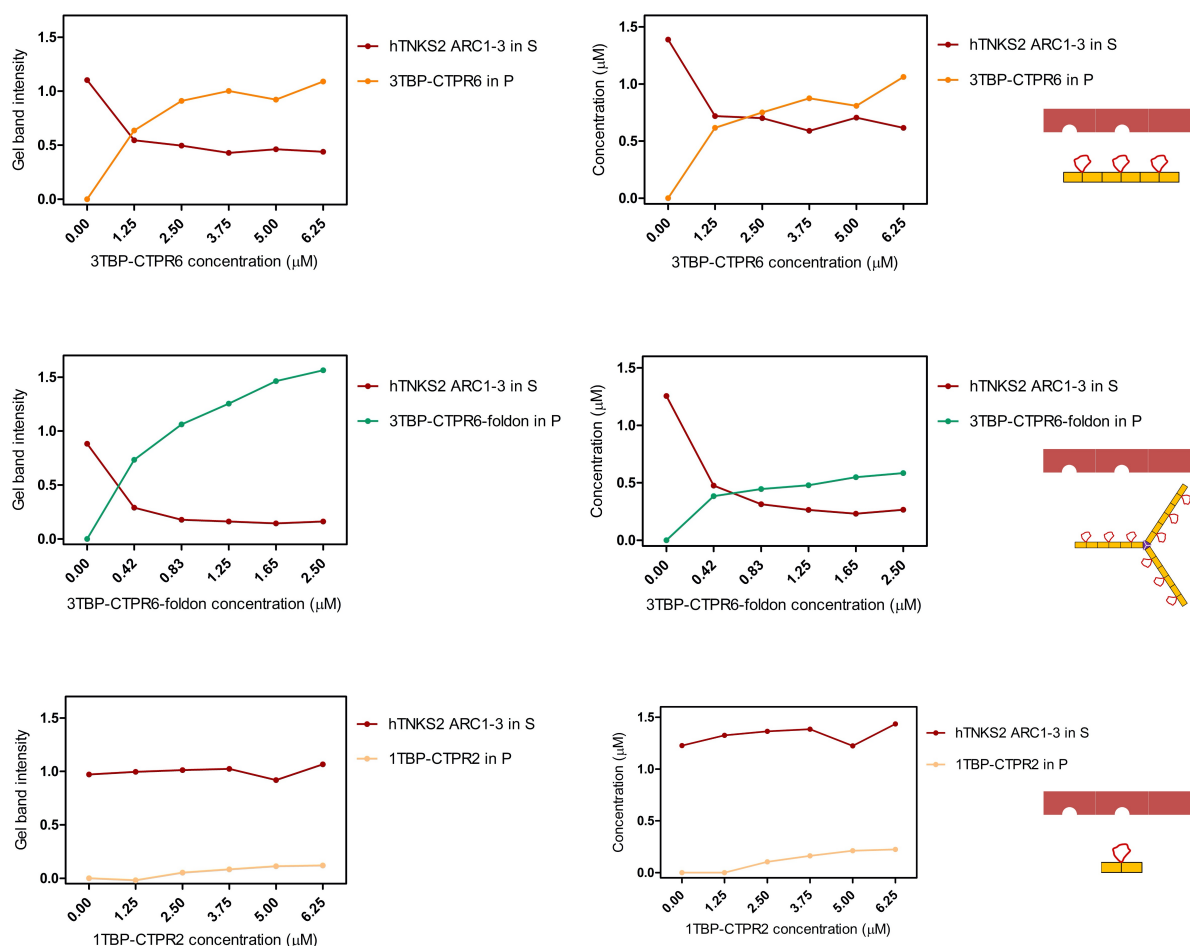 Gel band intensity
1.5
1.0
0.5
0.0
0.00 1.25 2.50 3.75 5.00 6.25
3TBP-CTPR6 concentration (μM)
hTNKS2 ARC1-3 in S
3TBP-CTPR6 in P
Concentration (μM)
1.5
1.0
0.5
0.0
0.00 1.25 2.50 3.75 5.00 6.25
3TBP-CTPR6 concentration (μM)
hTNKS2 ARC1-3 in S
3TBP-CTPR6 in P
Gel band intensity
1.5
1.0
0.5
0.0
0.00 0.42 0.83 1.25 1.65 2.50
3TBP-CTPR6-foldon concentration (μM)
hTNKS2 ARC1-3 in S
3TBP-CTPR6-foldon in P
Concentration (μM)
1.5
1.0
0.5
0.0
0.00 0.42 0.83 1.25 1.65 2.50
3TBP-CTPR6-foldon concentration (μM)
hTNKS2 ARC1-3 in S
3TBP-CTPR6-foldon in P
Gel band intensity
1.5
1.0
0.5
0.0
0.00 1.25 2.50 3.75 5.00 6.25
1TBP-CTPR2 concentration (μM)
hTNKS2 ARC1-3 in S
1TBP-CTPR2 in P
Concentration (μM)
1.5
1.0
0.5
0.0
0.00 1.25 2.50 3.75 5.00 6.25
1TBP-CTPR2 concentration (μM)
hTNKS2 ARC1-3 in S
1TBP-CTPR2 in P